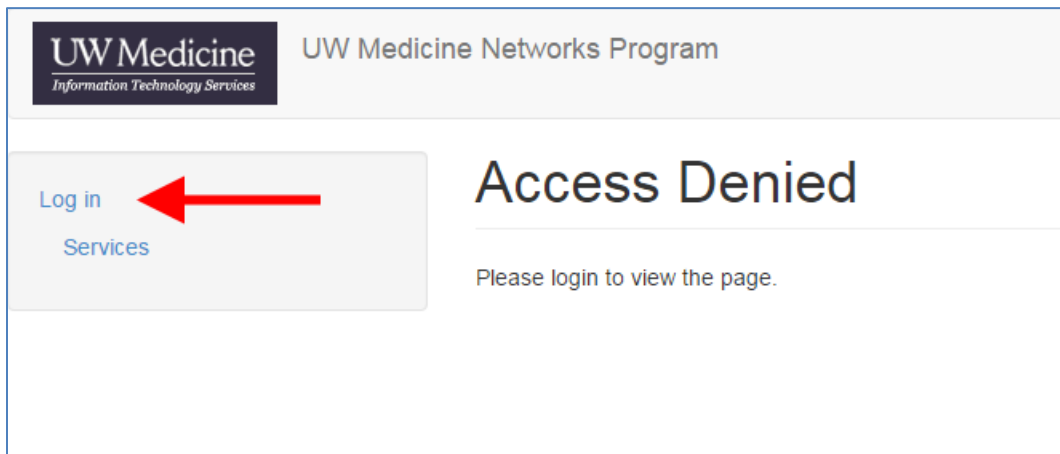 UW Medicine
Information Technology Services
UW Medicine Networks Program
Log in
Services
Access Denied
Please login to view the page.